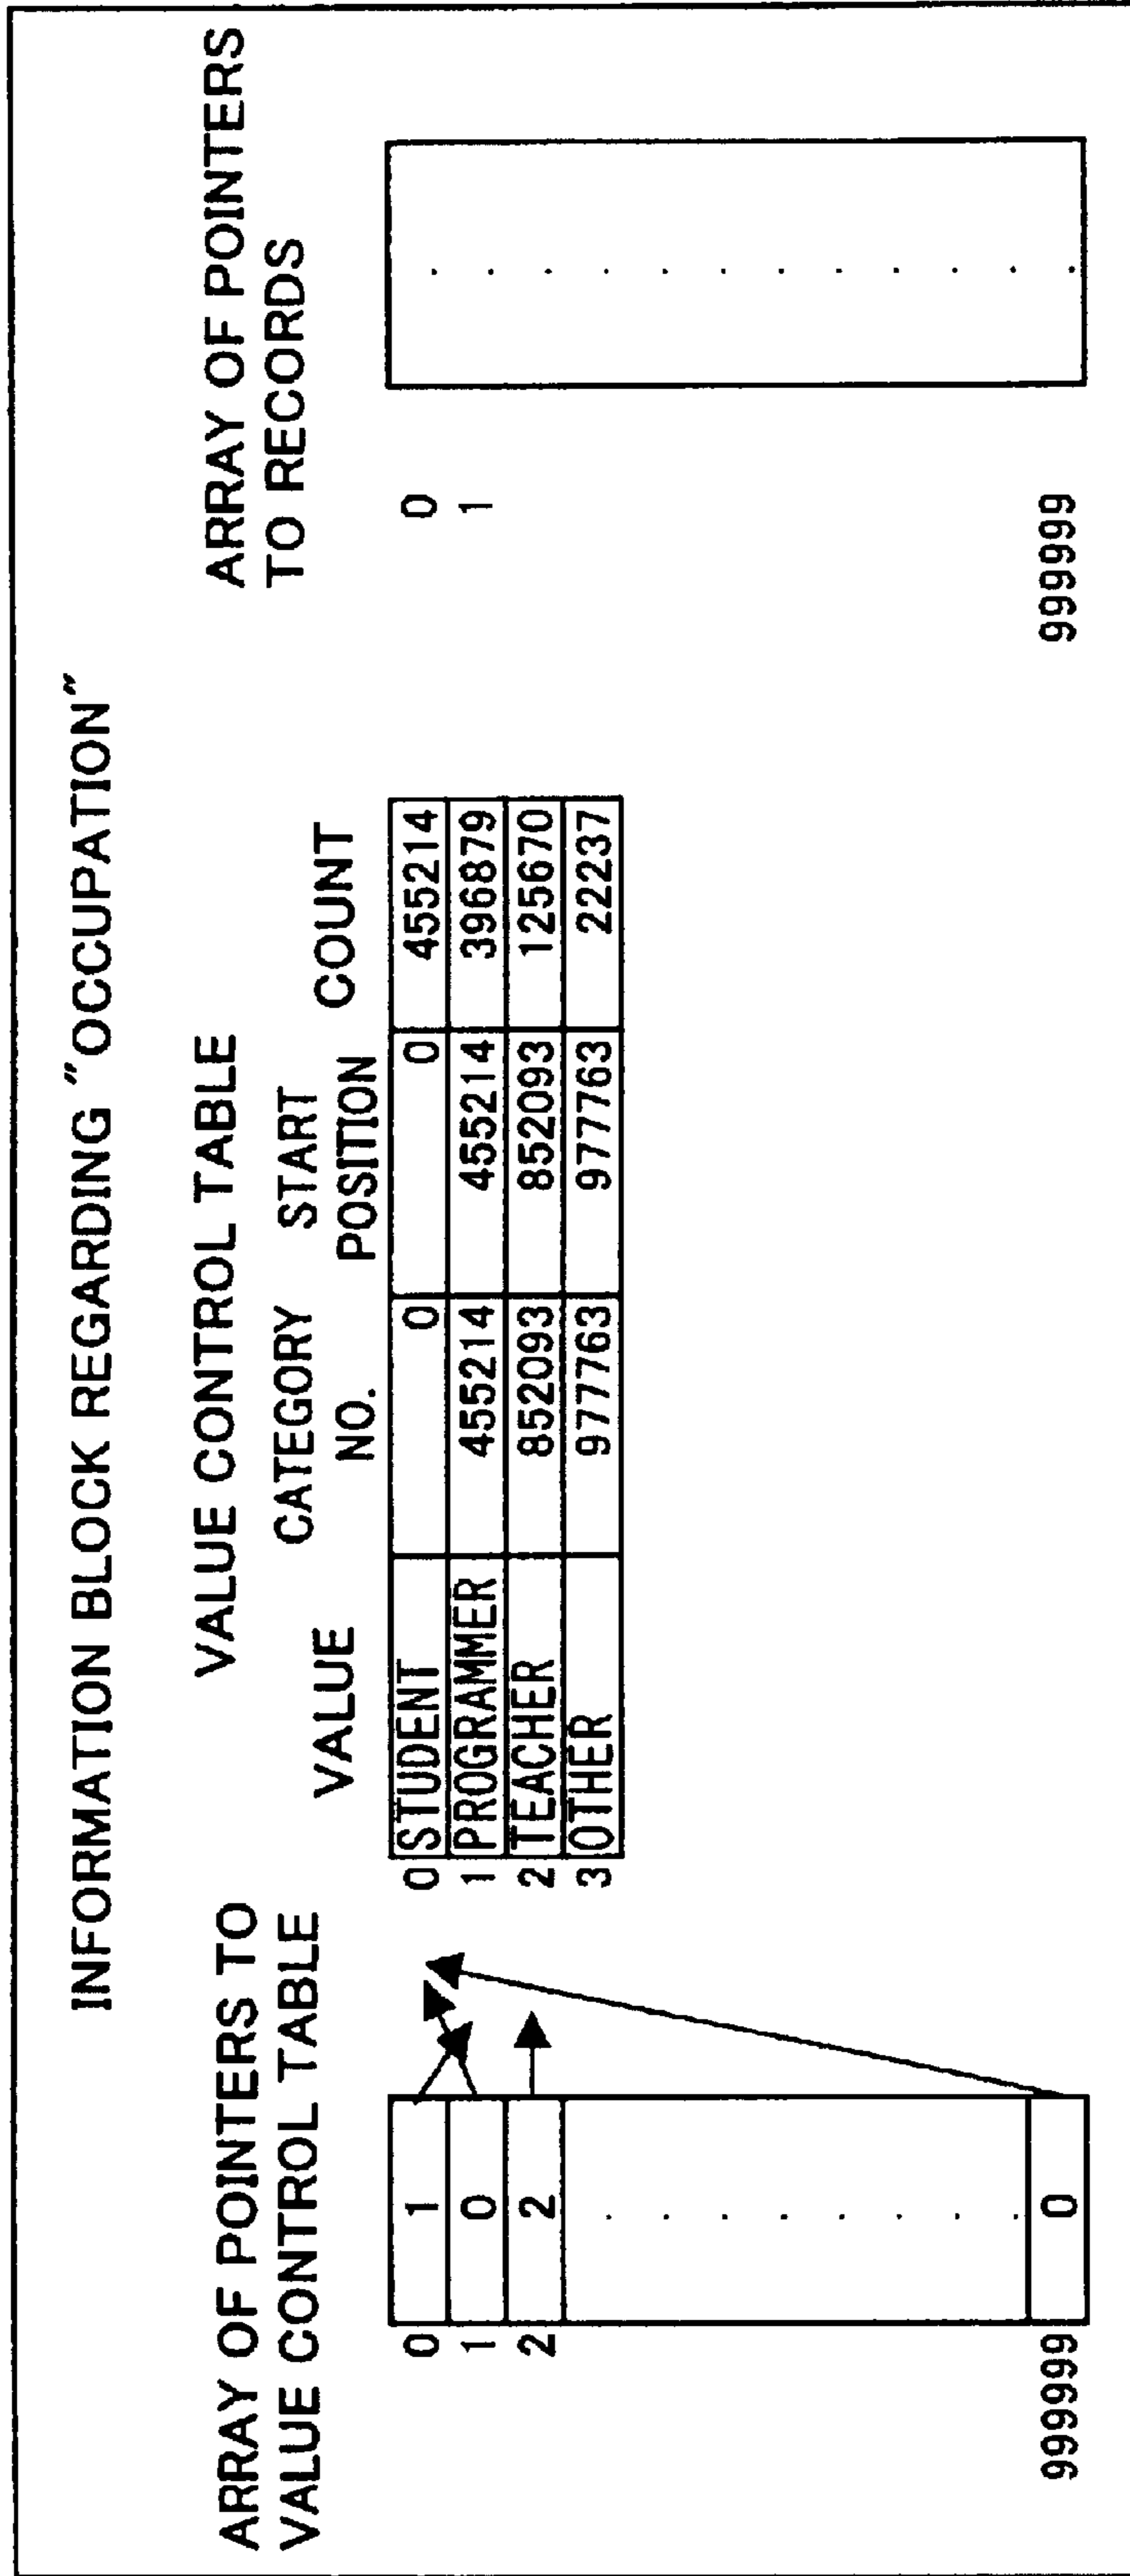 INFORMATION BLOCK REGARDING "OCCUPATION"
ARRAY OF POINTERS TO
VALUE CONTROL TABLE
0 1
1 0
2 2
999999 0
VALUE CONTROL TABLE
VALUE CATEGORY NO. START POSITION COUNT
0 STUDENT 0 0 455214
1 PROGRAMMER 455214 455214 396879
2 TEACHER 852093 852093 125670
3 OTHER 977763 977763 22237
ARRAY OF POINTERS
TO RECORDS
0
1
999999